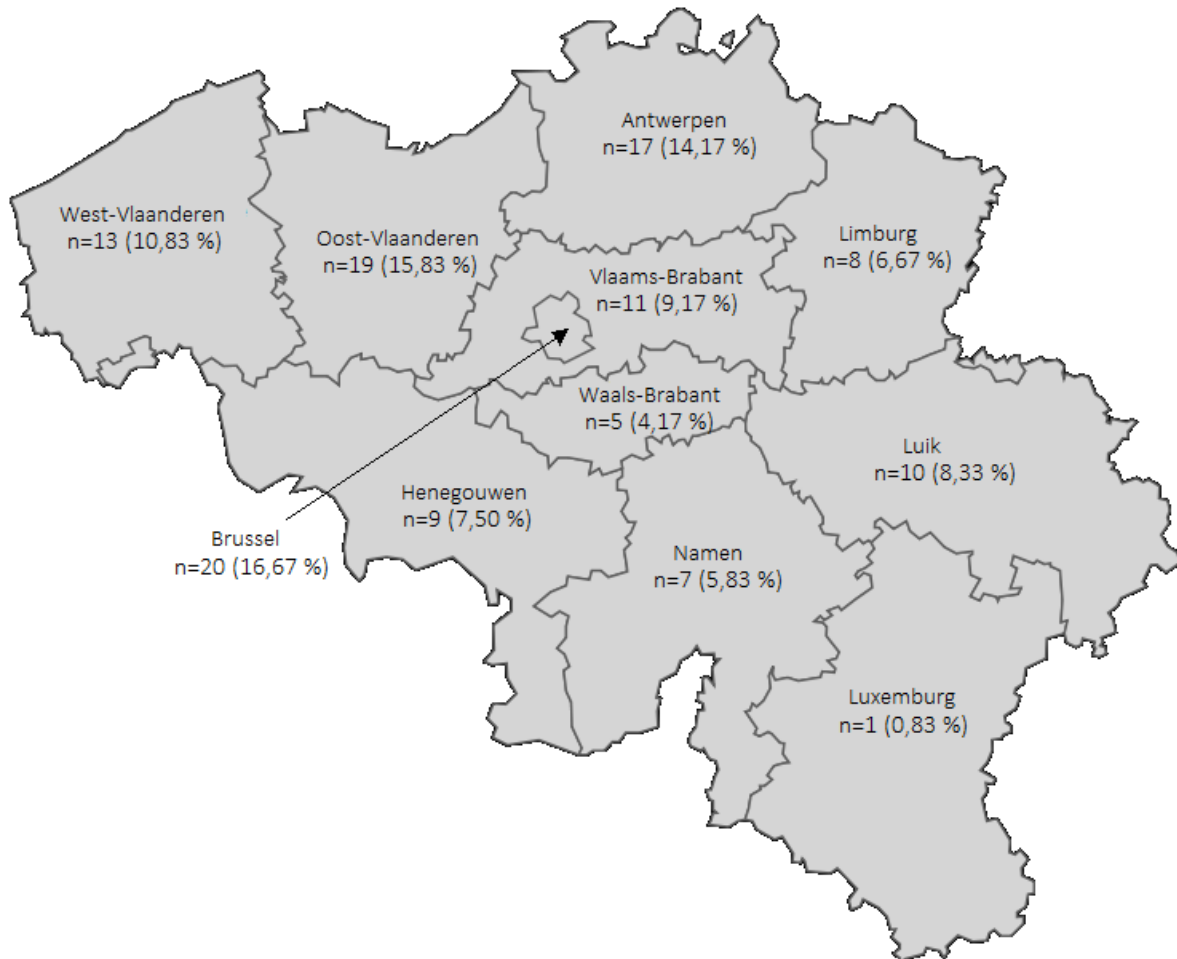 Antwerpen
n=17 (14,17 %)
West-Vlaanderen
n=13 (10,83 %)
Oost-Vlaanderen
n=19 (15,83 %)
Limburg
n=8 (6,67 %)
Vlaams-Brabant
n=11 (9,17 %)
Waals-Brabant
n=5 (4,17 %)
Luik
n=10 (8,33 %)
Henegouwen
n=9 (7,50 %)
Brussel
n=20 (16,67 %)
Namen
n=7 (5,83 %)
Luxemburg
n=1 (0,83 %)